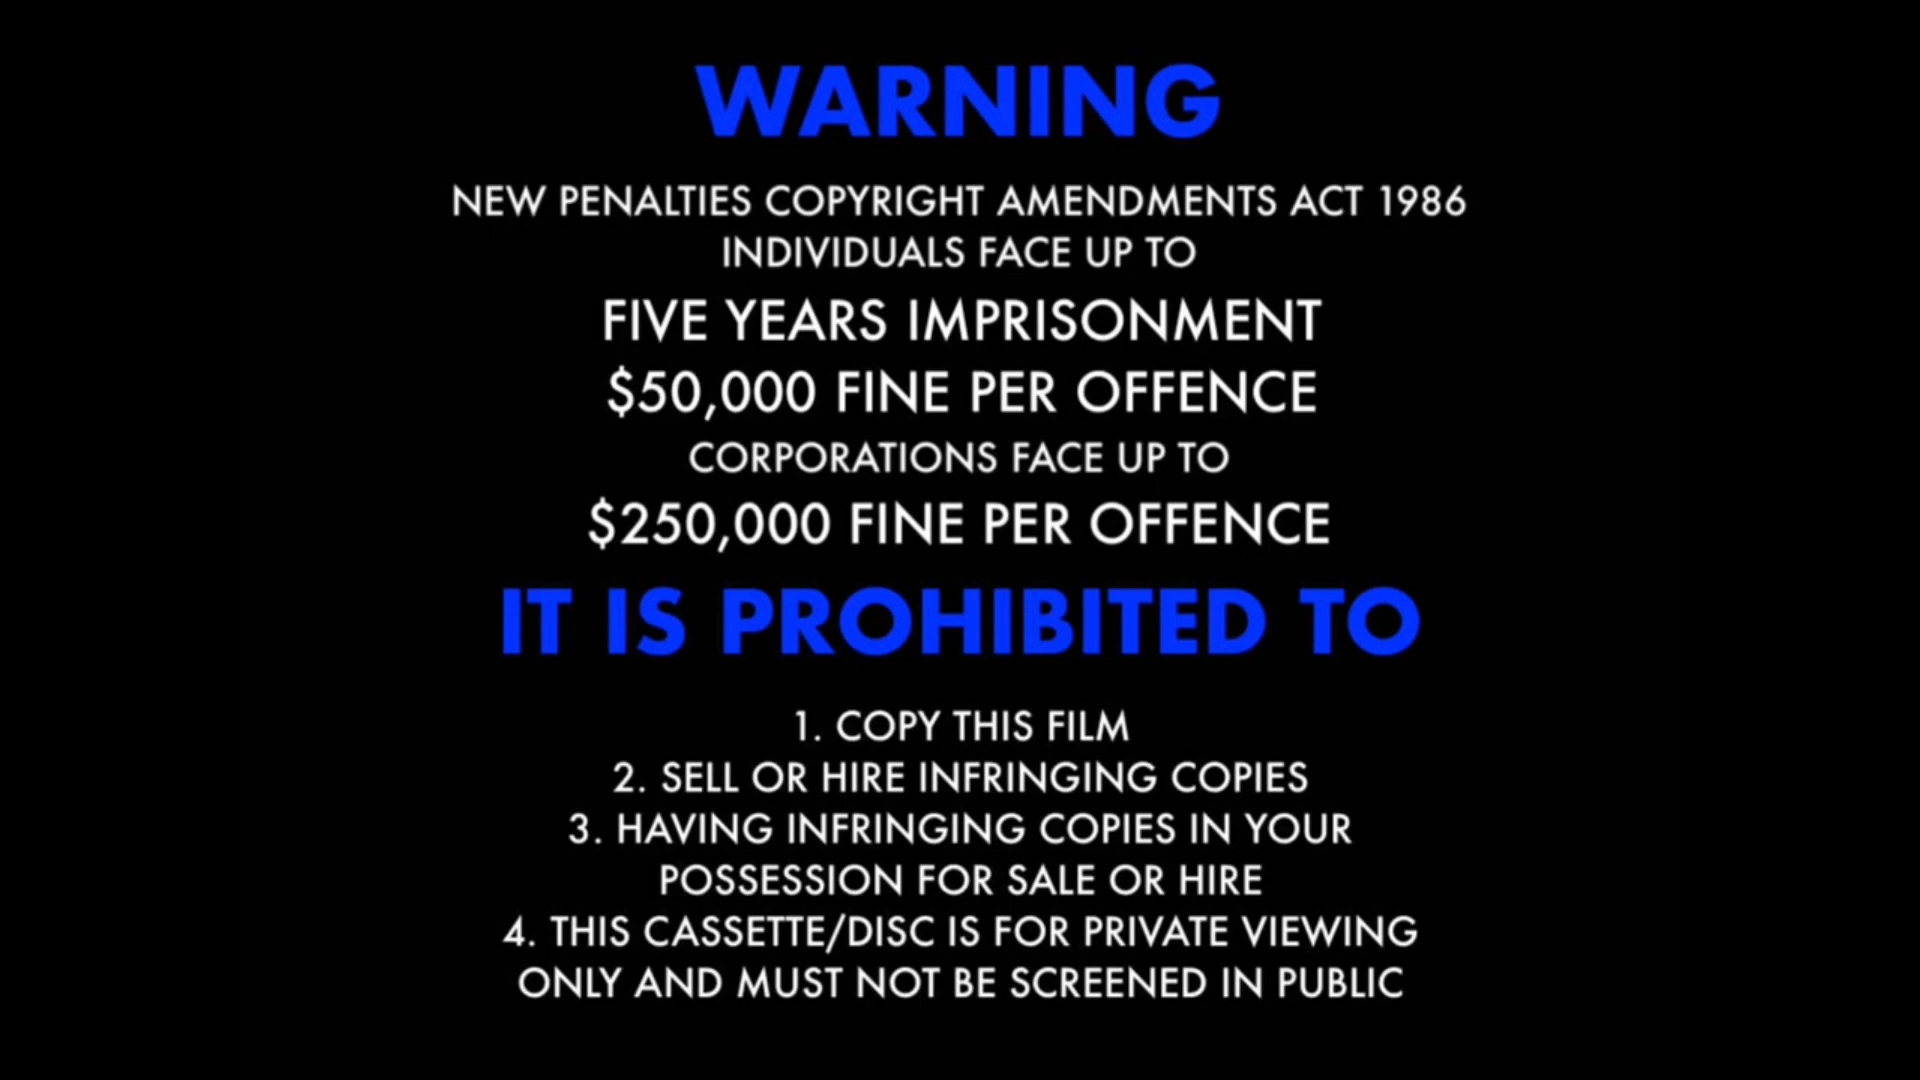 WARNING
NEW PENALTIES COPYRIGHT AMENDMENTS ACT 1986
INDIVIDUALS FACE UP TO
FIVE YEARS IMPRISONMENT
$50,000 FINE PER OFFENCE
CORPORATIONS FACE UP TO
$250,000 FINE PER OFFENCE
IT IS PROHIBITED TO
1. COPY THIS FILM
2. SELL OR HIRE INFRINGING COPIES
3. HAVING INFRINGING COPIES IN YOUR
POSSESSION FOR SALE OR HIRE
4. THIS CASSETTE/DISC IS FOR PRIVATE VIEWING
ONLY AND MUST NOT BE SCREENED IN PUBLIC